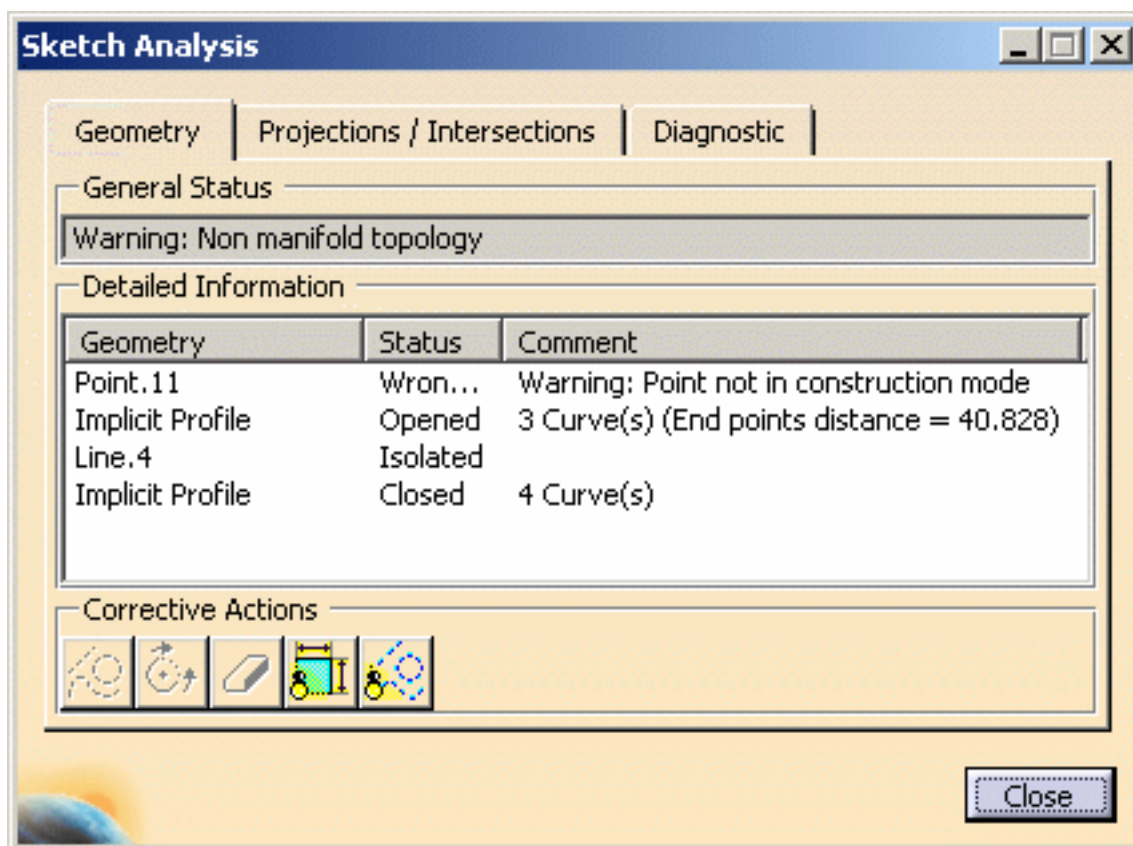 Sketch Analysis
Geometry Projections / Intersections Diagnostic
General Status
Warning: Non manifold topology
Detailed Information
Geometry Status Comment
Point.11 Wron... Warning: Point not in construction mode
Implicit Profile Opened 3 Curve(s) (End points distance = 40.828)
Line.4 Isolated
Implicit Profile Closed 4 Curve(s)
Corrective Actions
Close